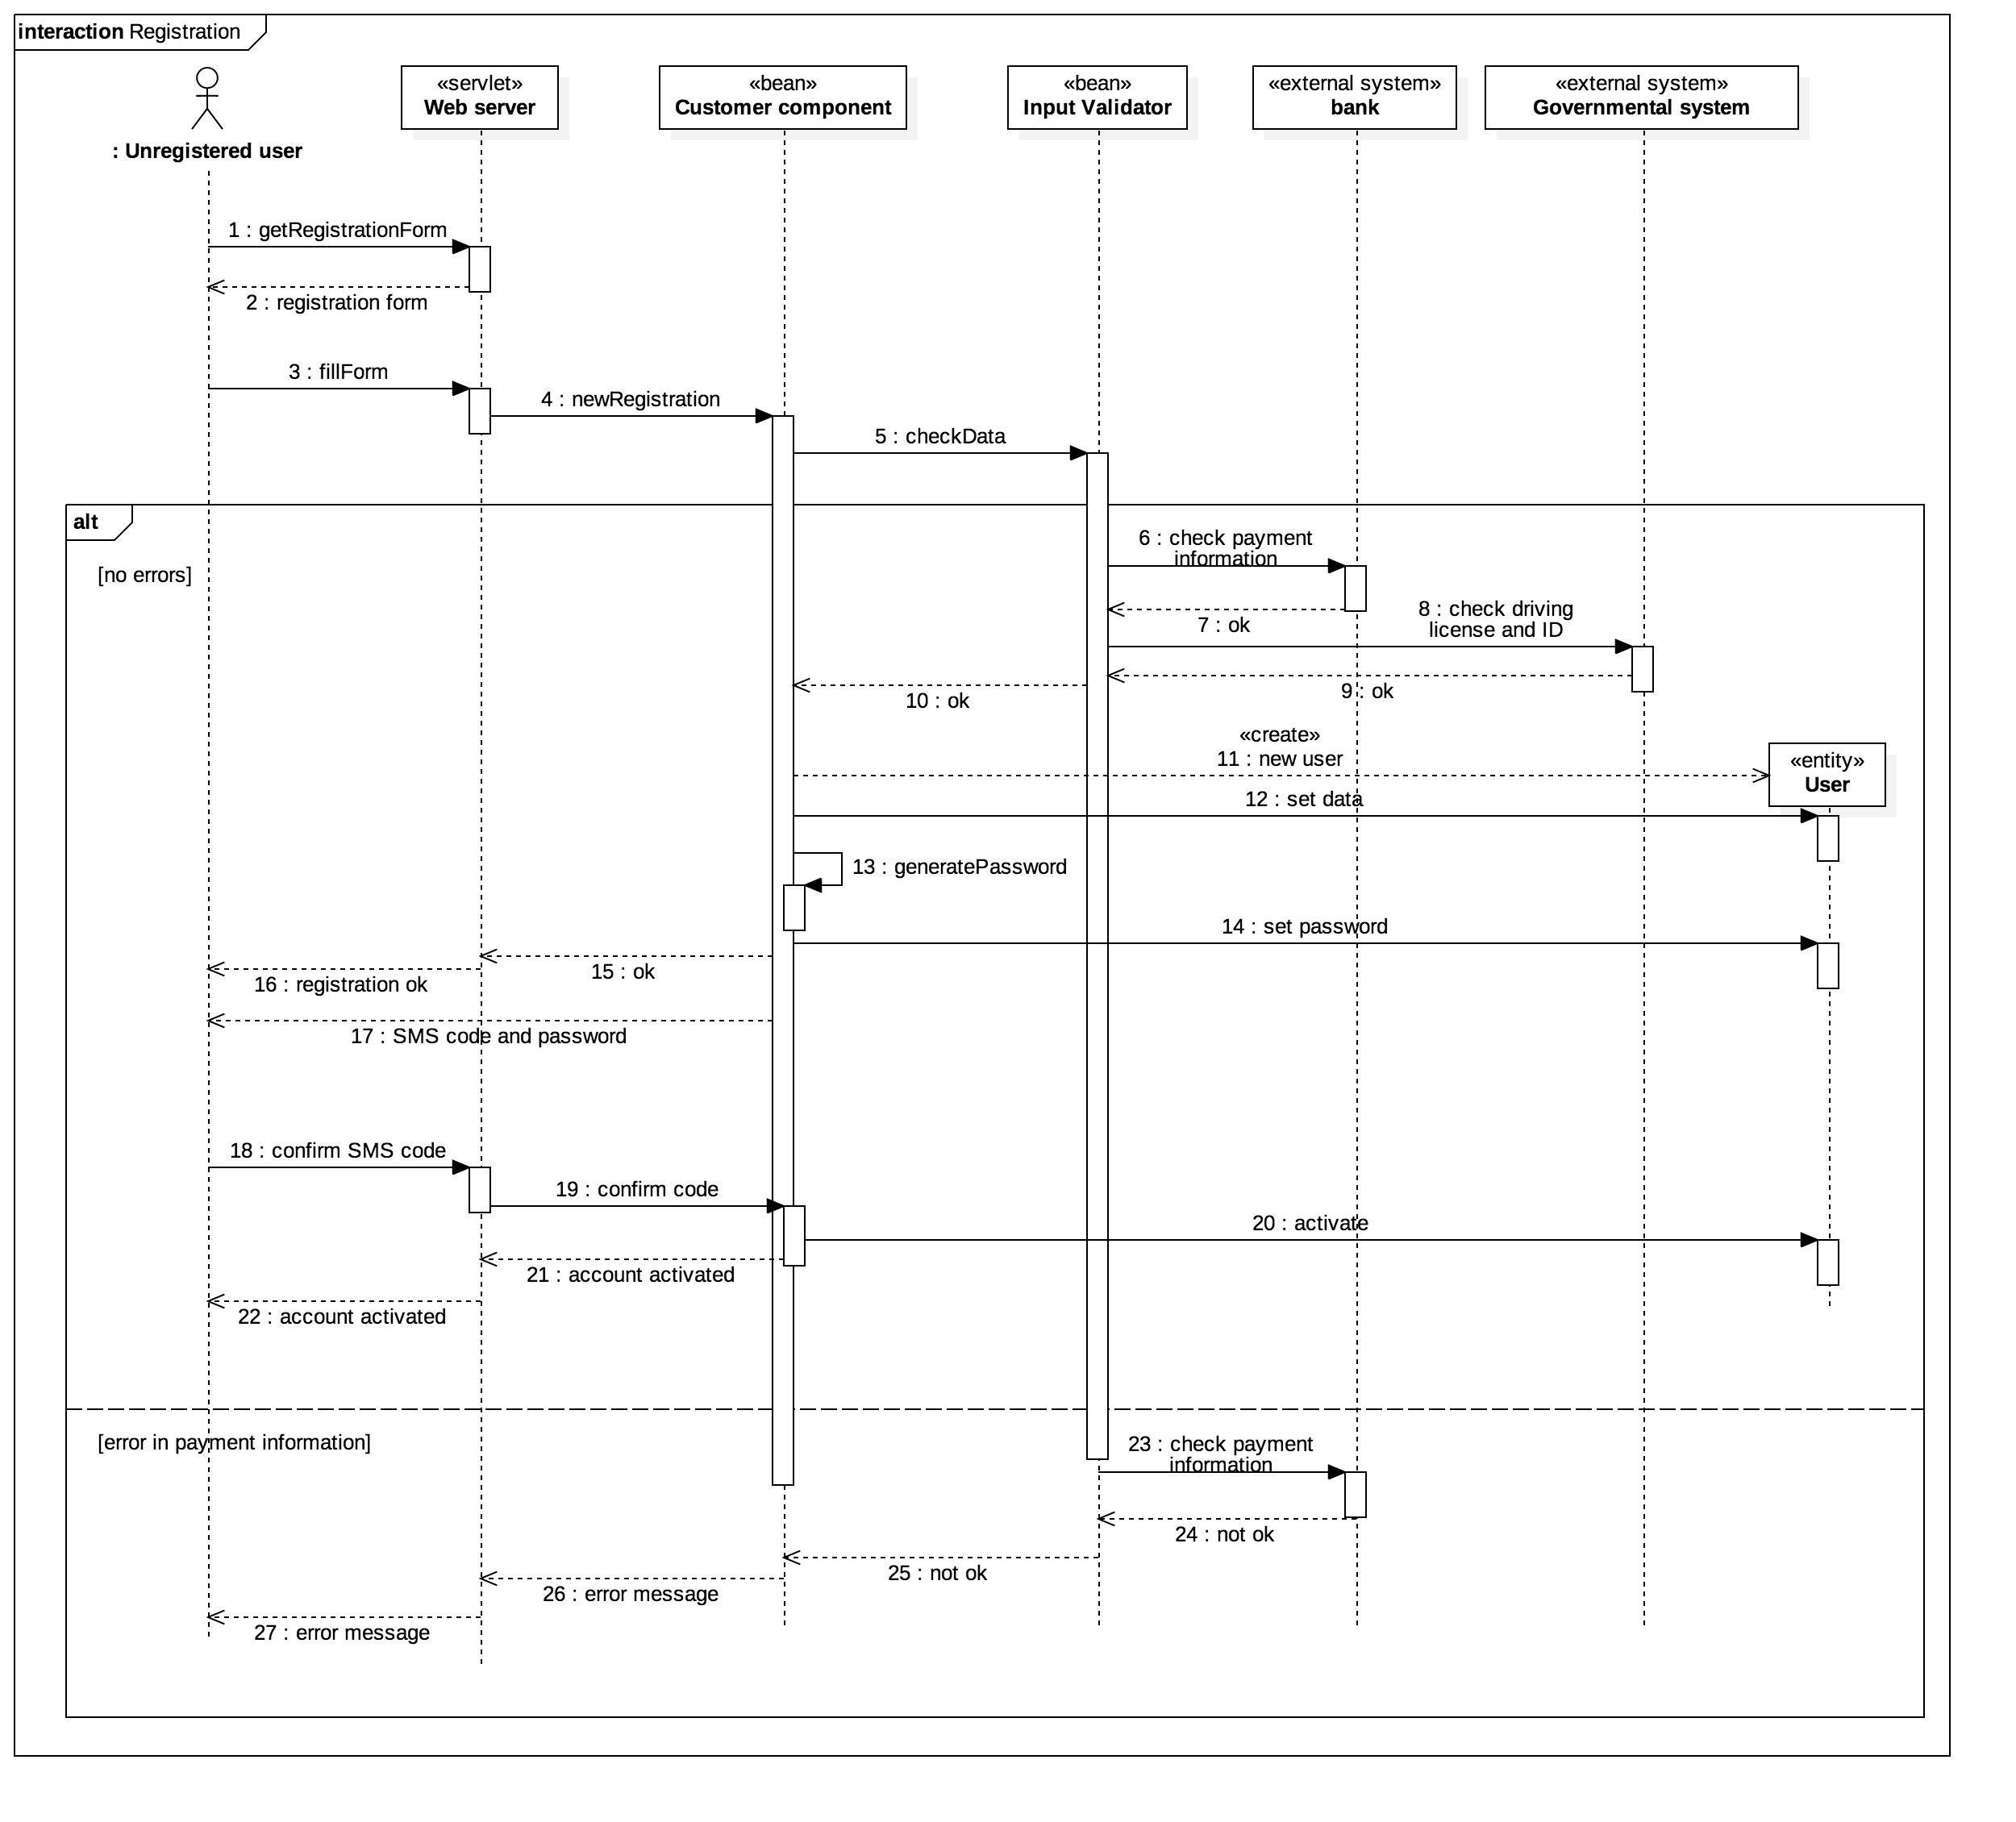 interaction Registration
«servlet»
Web server
«bean»
Customer component
«bean»
Input Validator
«external system»
bank
«external system»
Governmental system
: Unregistered user
1 : getRegistrationForm
2 : registration form
3 : fillForm
4 : newRegistration
5 : checkData
alt
[no errors]
6 : check payment
information
7 : ok
8 : check driving
license and ID
9 : ok
10 : ok
«create»
11 : new user
«entity»
User
12 : set data
13 : generatePassword
14 : set password
15 : ok
16 : registration ok
17 : SMS code and password
18 : confirm SMS code
19 : confirm code
20 : activate
21 : account activated
22 : account activated
[error in payment information]
23 : check payment
information
24 : not ok
25 : not ok
26 : error message
27 : error message